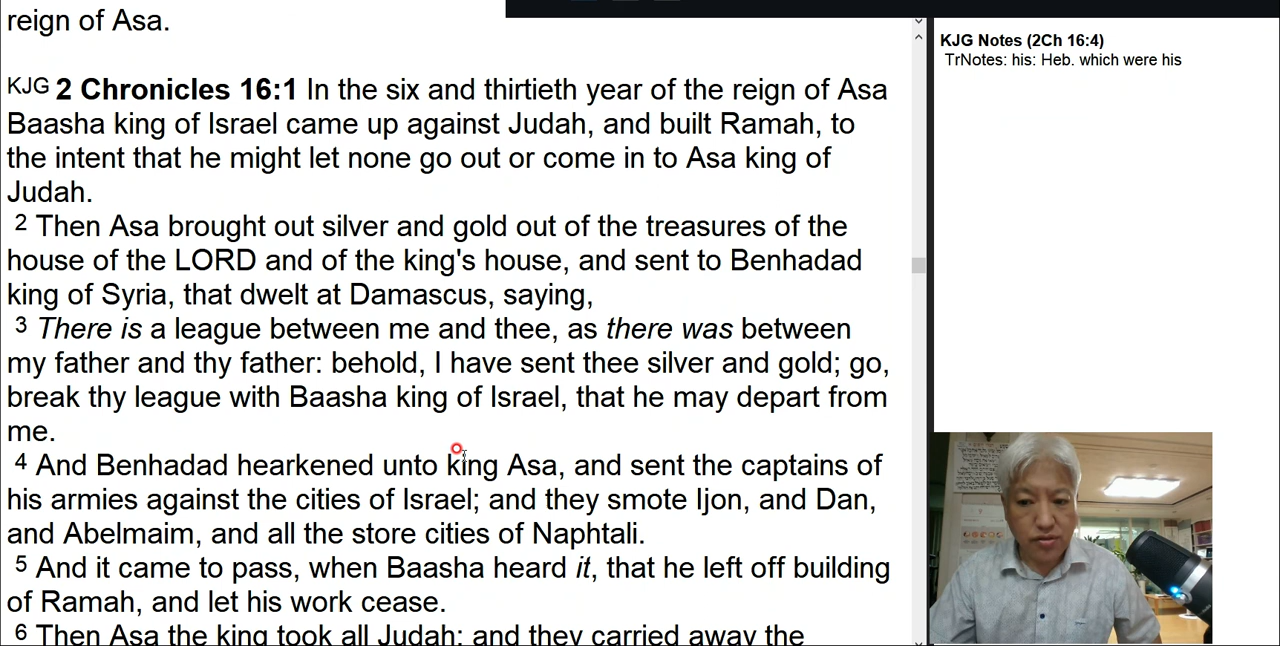 reign of Asa.
KJG 2 Chronicles 16:1 In the six and thirtieth year of the reign of Asa
Baasha king of Israel came up against Judah, and built Ramah, to
the intent that he might let none go out or come in to Asa king of
Judah.
2 Then Asa brought out silver and gold out of the treasures of the
house of the LORD and of the king's house, and sent to Benhadad
king of Syria, that dwelt at Damascus, saying,
3 There is a league between me and thee, as there was between
my father and thy father: behold, I have sent thee silver and gold; go,
break thy league with Baasha king of Israel, that he may depart from
me.
4 And Benhadad hearkened unto king Asa, and sent the captains of
his armies against the cities of Israel; and they smote Ijon, and Dan,
and Abelmaim, and all the store cities of Naphtali.
5 And it came to pass, when Baasha heard it, that he left off building
of Ramah, and let his work cease.
6 Then Asa the king took all Judah; and they carried away the
KJG Notes (2Ch 16:4)
TrNotes: his: Heb. which were his